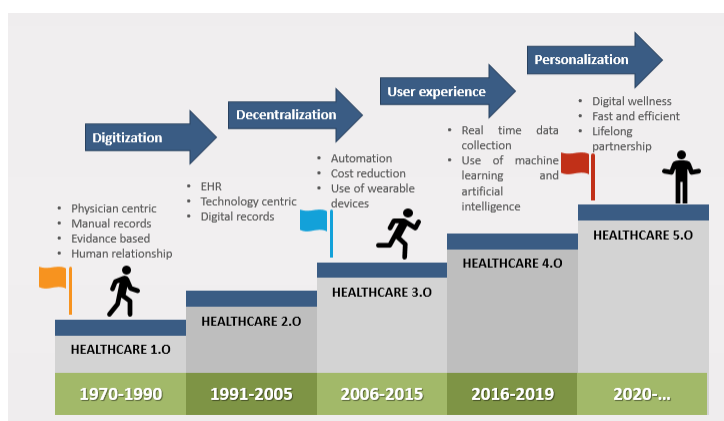 Personalization
User experience
Decentralization
Digitization
• Physician centric
• Manual records
• Evidance based
• Human relationship
• EHR
• Technology centric
• Digital records
• Automation
• Cost reduction
• Use of wearable
devices
• Real time data
collection
• Use of machine
learning and
artificial
intelligence
• Digital wellness
• Fast and efficient
• Lifelong
partnership
HEALTHCARE 1.O
HEALTHCARE 2.O
HEALTHCARE 3.O
HEALTHCARE 4.O
HEALTHCARE 5.O
1970-1990
1991-2005
2006-2015
2016-2019
2020-...